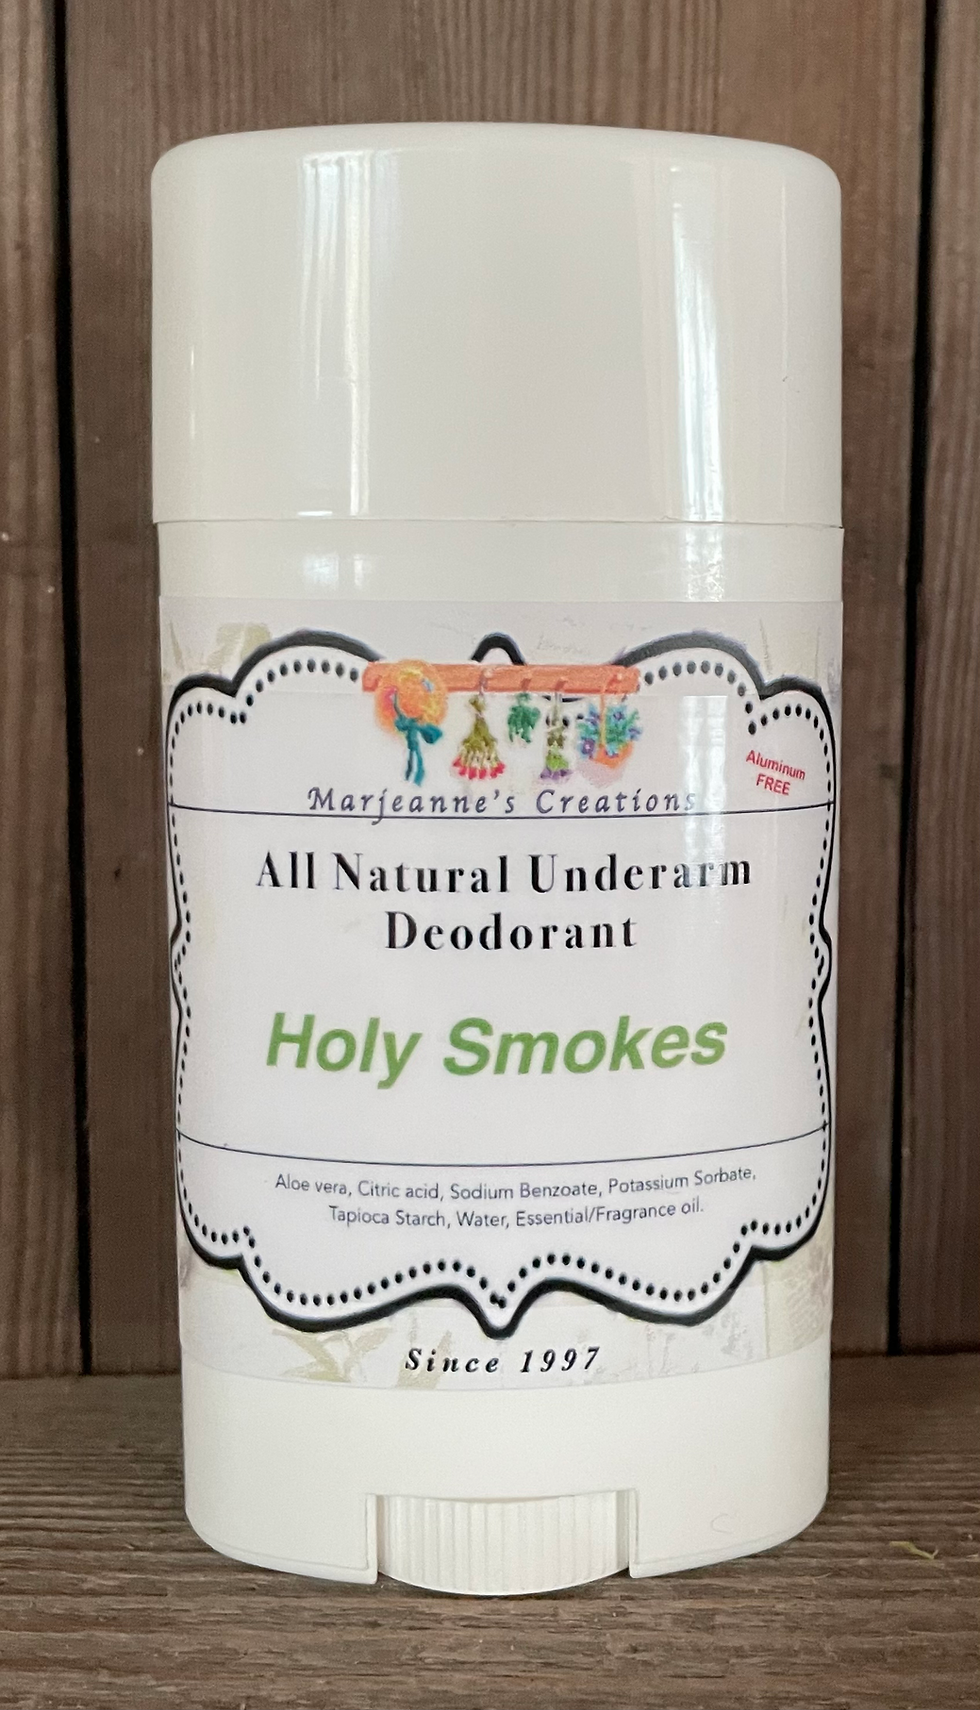 Aluminum
FREE
Marjeanne's Creations
All Natural Underarm
Deodorant
Holy Smokes
Aloe vera, Citric acid, Sodium Benzoate, Potassium Sorbate,
Tapioca Starch, Water, Essential/Fragrance oil.
Since 1997